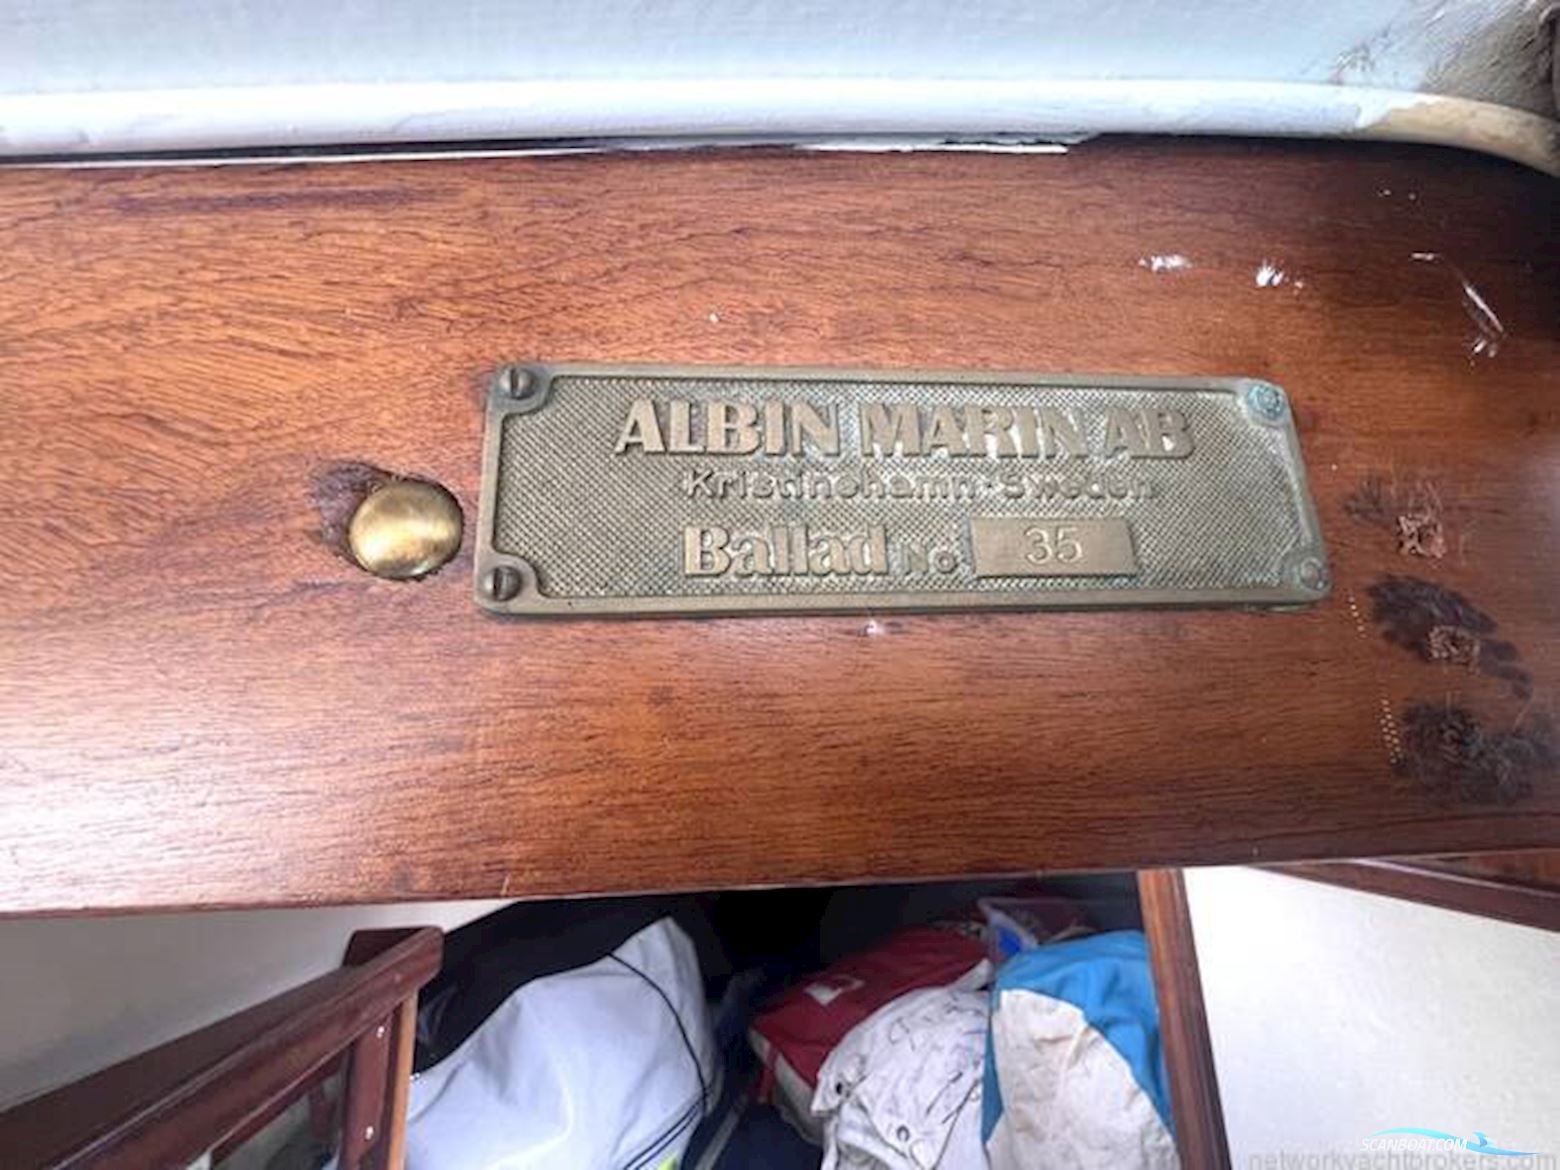 ALBIN MARIN AB
Kristinehamn·Sweden
Ballad No 35
SCANBOAT.COM
networkyachtbrokers.com